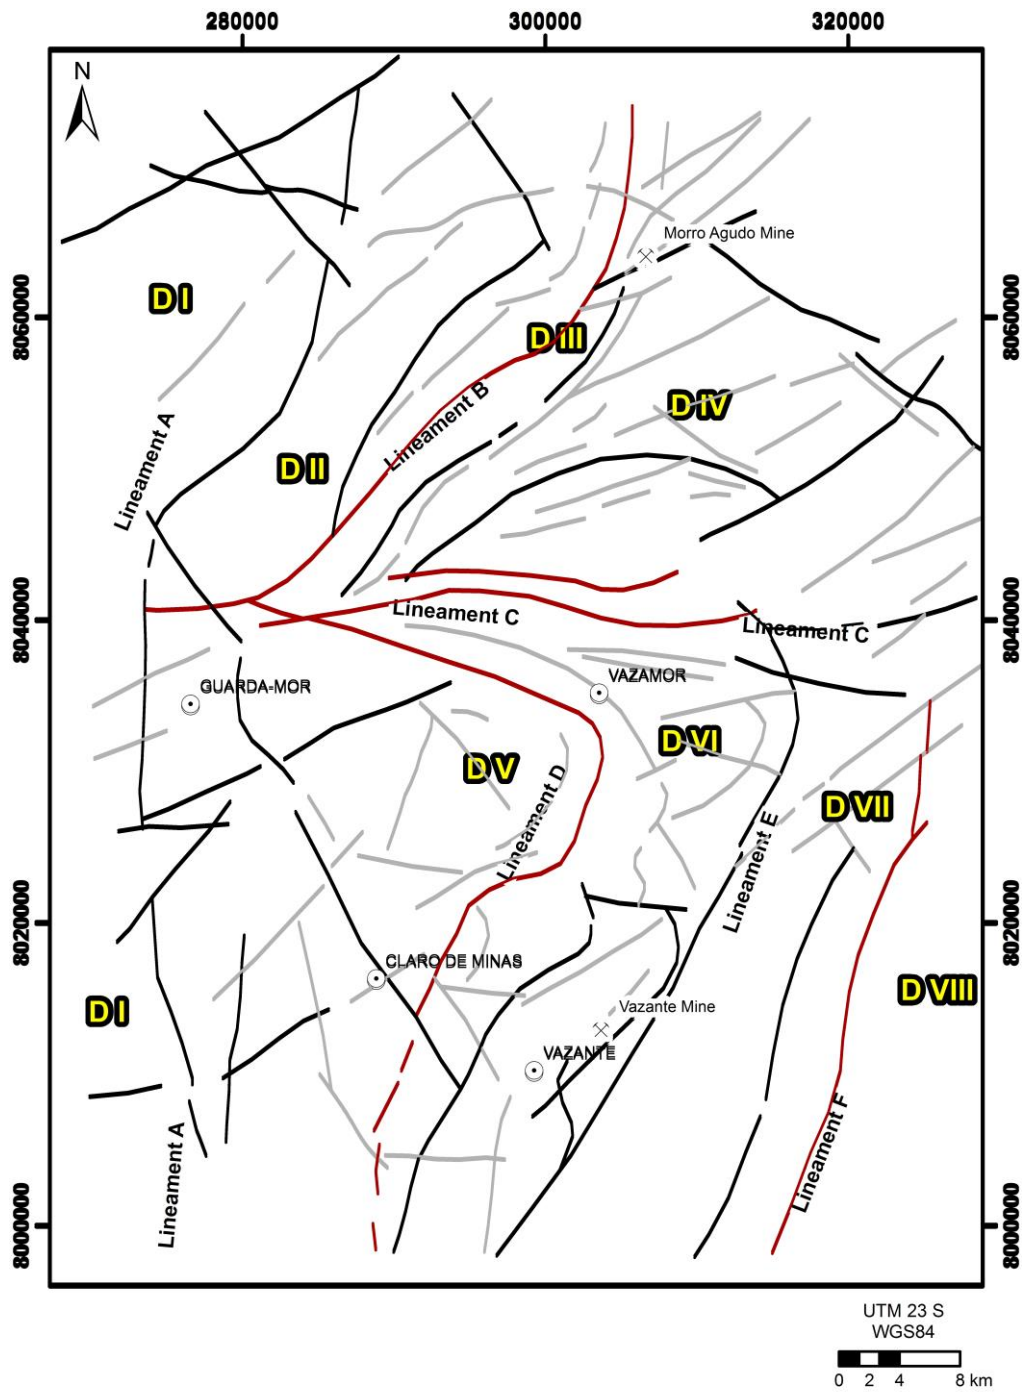 280000 300000 320000
N
Morro Agudo Mine
D I
8060000
8060000
D III
Lineament B
D IV
Lineament A
D II
8040000
Lineament C
Lineament C
8040000
GUARDA-MOR
VAZAMOR
D VI
D V
Lineament D
D VII
Lineament E
8020000
8020000
CLARO DE MINAS
D VIII
D I
Vazante Mine
VAZANTE
Lineament A
Lineament F
8000000
8000000
UTM 23 S
WGS84
0 2 4 8 km